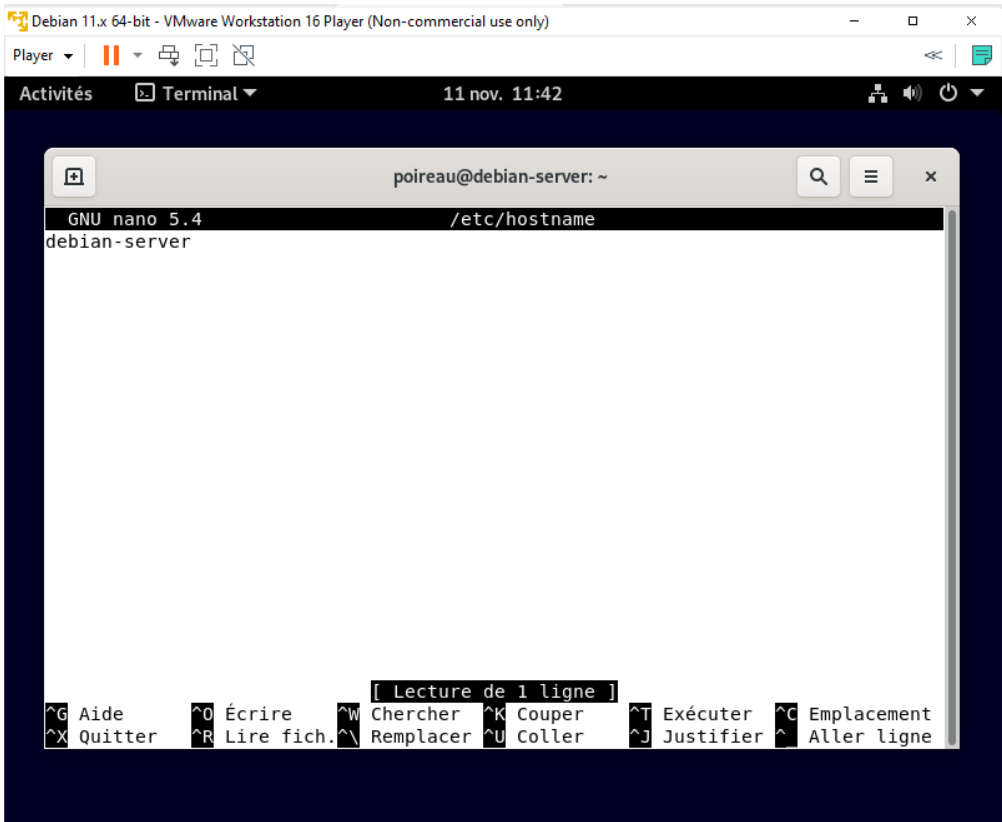 Debian 11.x 64-bit - VMware Workstation 16 Player (Non-commercial use only)
Player
Activités Terminal 11 nov. 11:42
poireau@debian-server: ~
GNU nano 5.4 /etc/hostname
debian-server
[ Lecture de 1 ligne ]
^G Aide ^O Écrire ^W Chercher ^K Couper ^T Exécuter ^C Emplacement
^X Quitter ^R Lire fich. ^\ Remplacer ^U Coller ^J Justifier ^_ Aller ligne